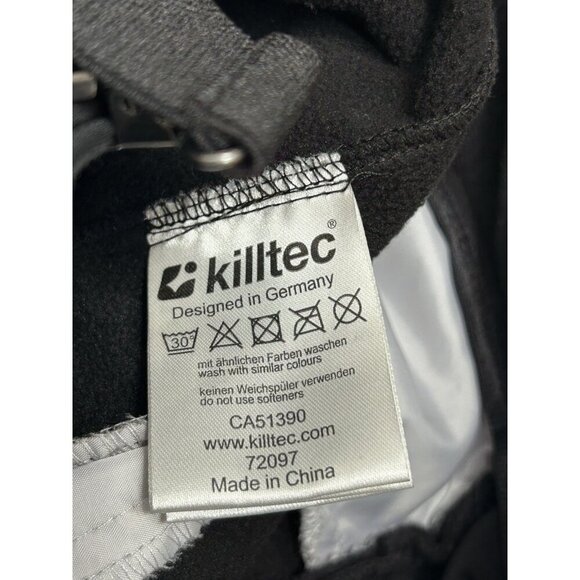 killtec®
Designed in Germany
30°
mit ähnlichen Farben waschen
wash with similar colours
keinen Weichspüler verwenden
do not use softeners
CA51390
www.killtec.com
72097
Made in China